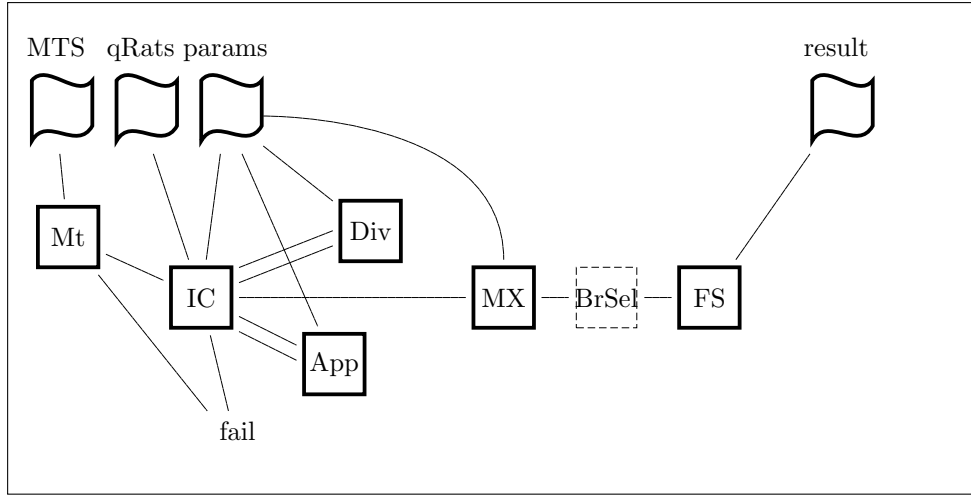 MTS qRats params result
Mt
Div
IC
MX
BrSel
FS
App
fail